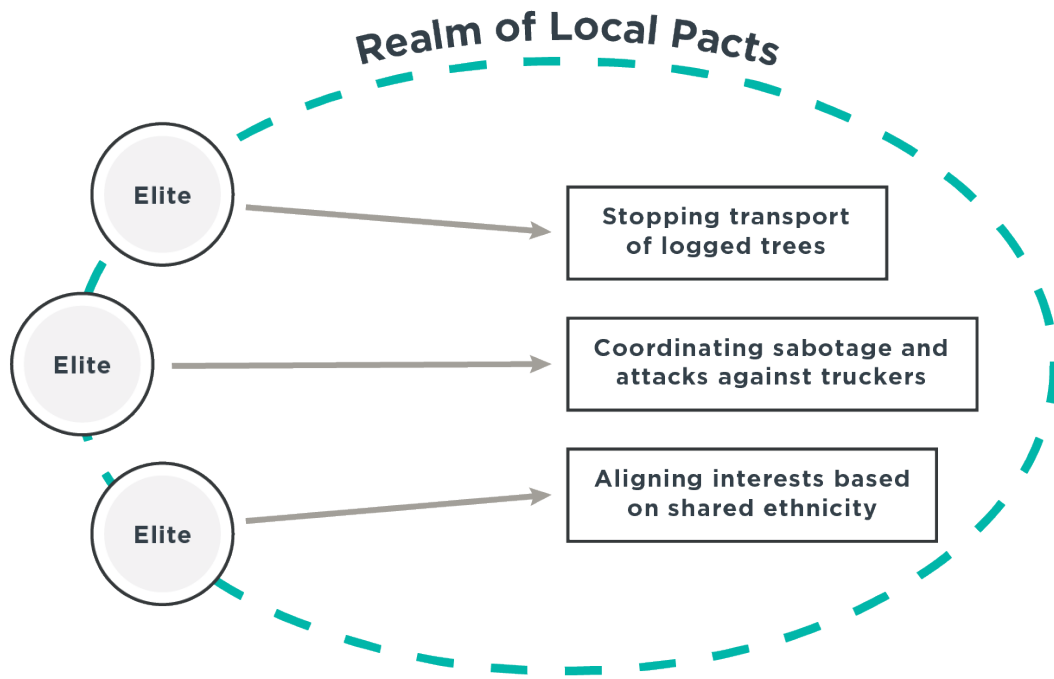 Realm of Local Pacts
Elite
Stopping transport
of logged trees
Elite
Coordinating sabotage and
attacks against truckers
Elite
Aligning interests based
on shared ethnicity